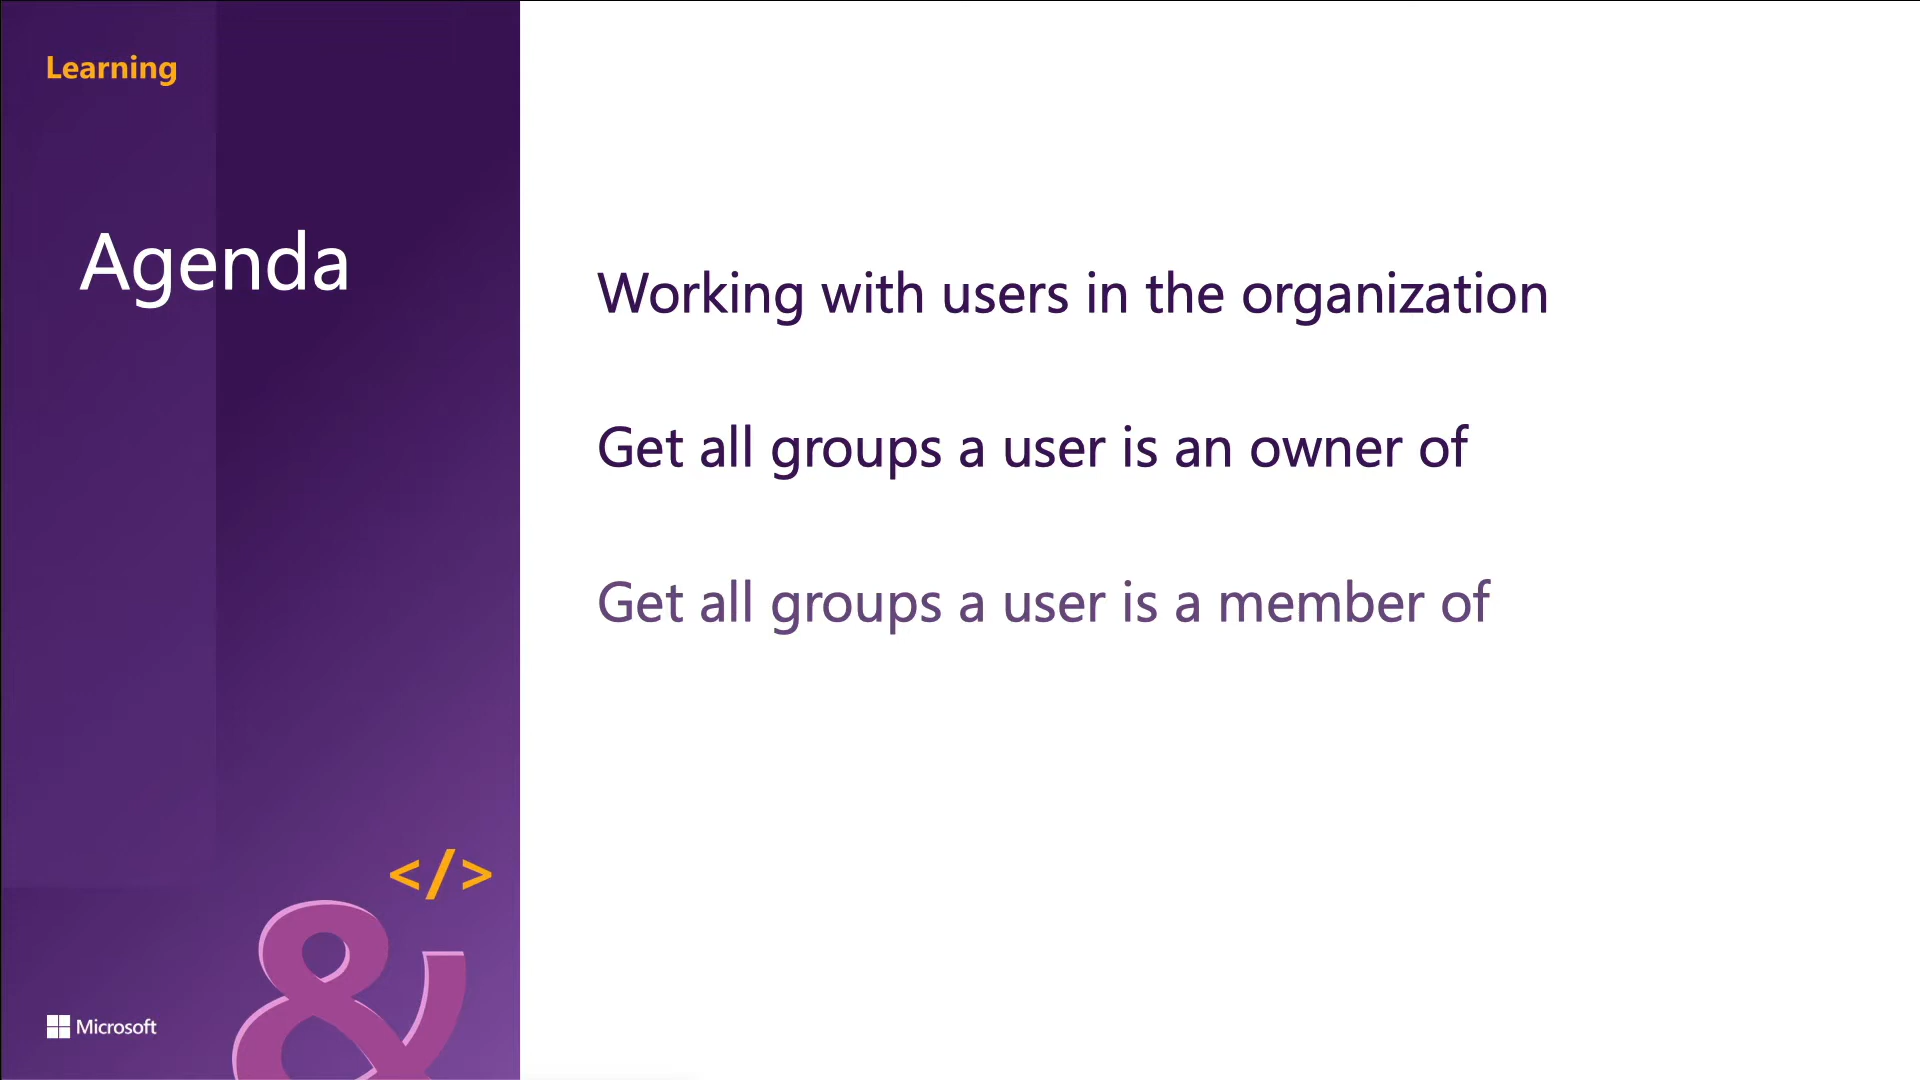 Learning
Agenda
Working with users in the organization
Get all groups a user is an owner of
Get all groups a user is a member of
</>
&
Microsoft